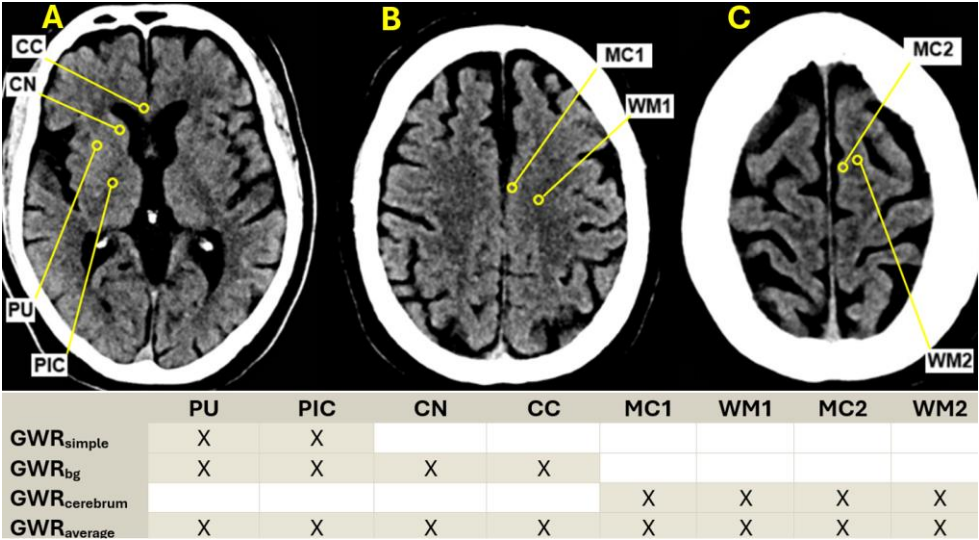 A
B
C
CC
CN
PU
PIC
MC1
WM1
MC2
WM2
PU PIC CN CC MC1 WM1 MC2 WM2
GWRsimple X X
GWRbg X X X X
GWRcerebrum X X X X
GWRaverage X X X X X X X X